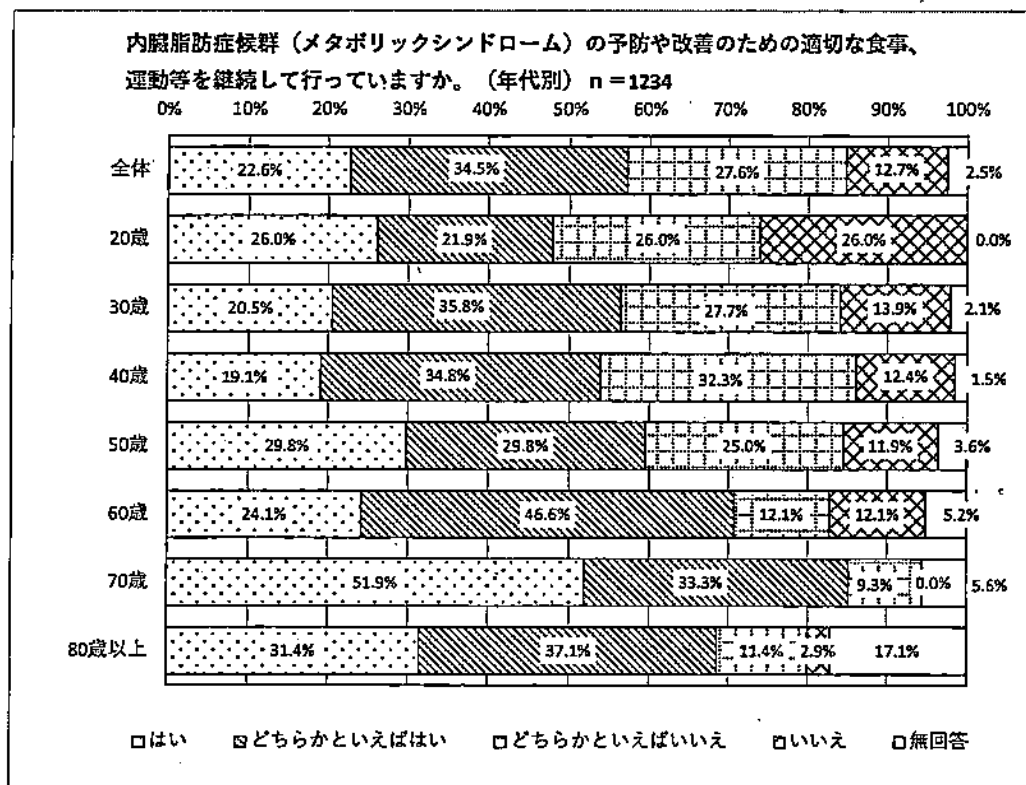 内臓脂肪症候群（メタボリックシンドローム）の予防や改善のための適切な食事、
運動等を継続して行っていますか。（年代別）n＝1234
0% 10% 20% 30% 40% 50% 60% 70% 80% 90% 100%
全体 22.6% 34.5% 27.6% 12.7% 2.5%
20歳 26.0% 21.9% 26.0% 26.0% 0.0%
30歳 20.5% 35.8% 27.7% 13.9% 2.1%
40歳 19.1% 34.8% 32.3% 12.4% 1.5%
50歳 29.8% 29.8% 25.0% 11.9% 3.6%
60歳 24.1% 46.6% 12.1% 12.1% 5.2%
70歳 51.9% 33.3% 9.3% 0.0% 5.6%
80歳以上 31.4% 37.1% 11.4% 2.9% 17.1%
はい どちらかといえばはい どちらかといえばいいえ いいえ 無回答